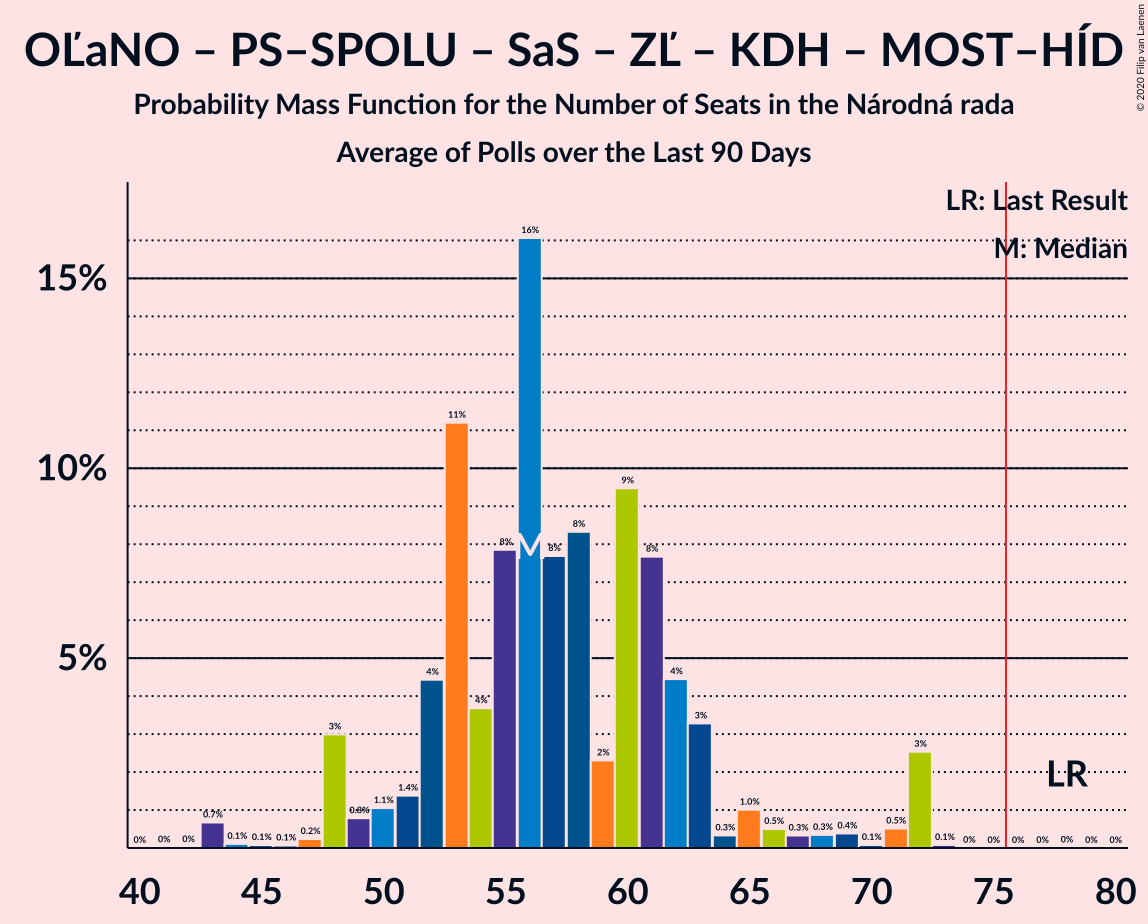 OĽaNO – PS–SPOLU – SaS – ZĽ – KDH – MOST–HÍD
Probability Mass Function for the Number of Seats in the Národná rada
Average of Polls over the Last 90 Days
© 2020 Filip van Laenen
LR: Last Result
M: Median
15%
10%
5%
0% 0% 0% 0.7% 0.1% 0.1% 0.1% 0.2% 3% 0.8% 1.1% 1.4% 4% 11% 4% 8% 16% 8% 8% 2% 9% 8% 4% 3% 0.3% 1.0% 0.5% 0.3% 0.3% 0.4% 0.1% 0.5% 3% 0.1% 0% 0% 0% 0% 0% 0% 0%
M
LR
40 45 50 55 60 65 70 75 80